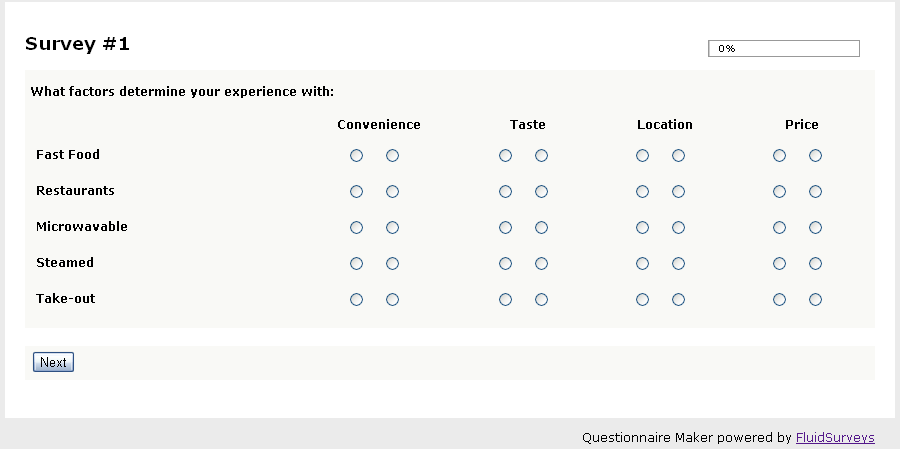 Survey #1
0%
What factors determine your experience with:
Convenience Taste Location Price
Fast Food
Restaurants
Microwavable
Steamed
Take-out
Next
Questionnaire Maker powered by FluidSurveys